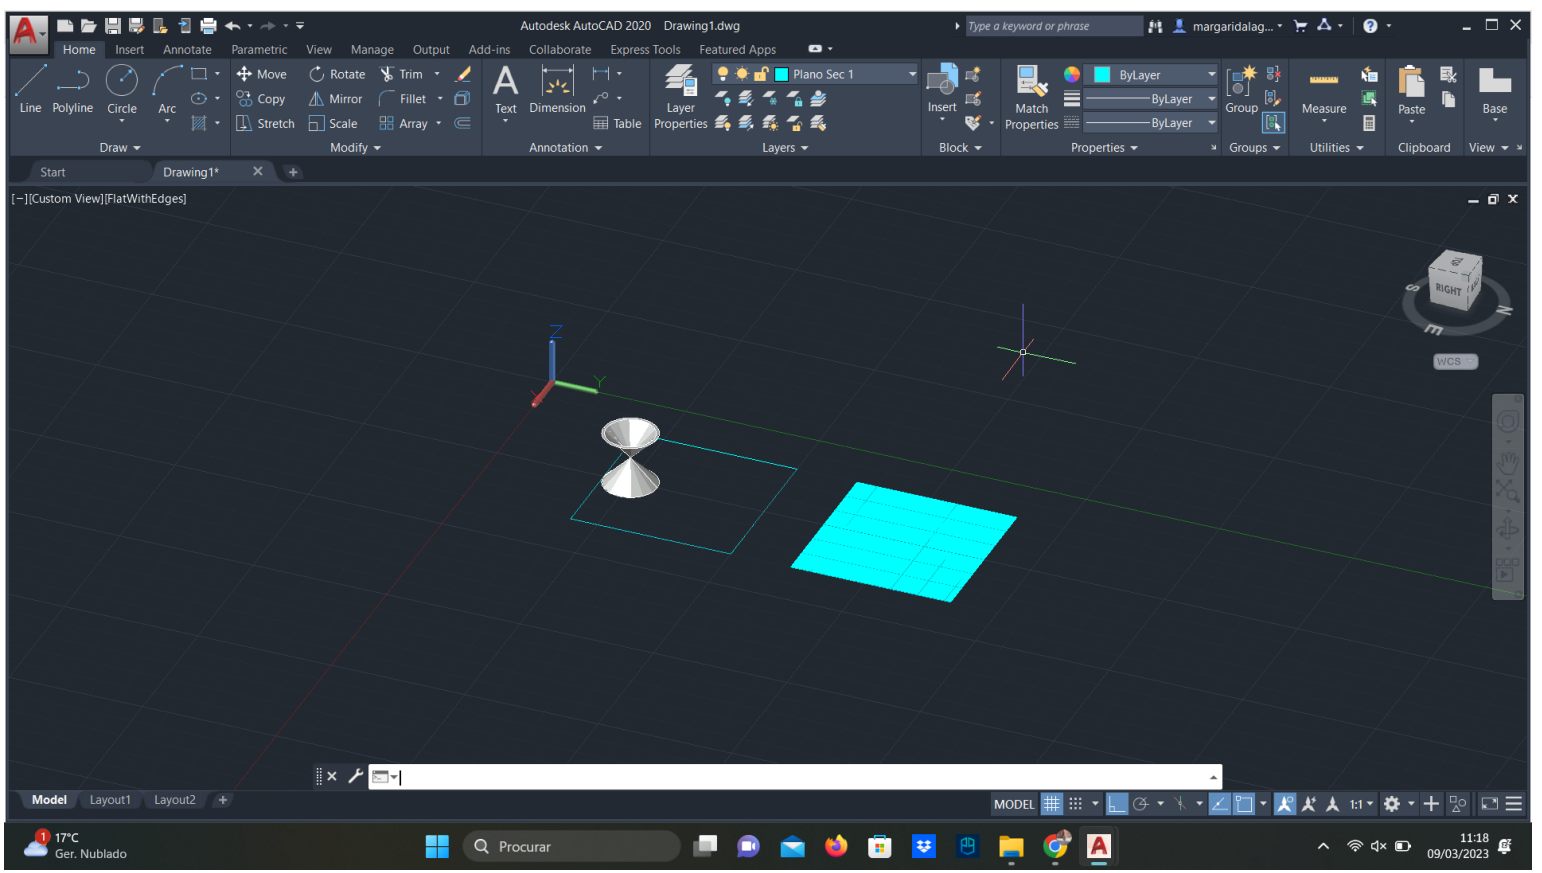 Autodesk AutoCAD 2020 Drawing1.dwg
Type a keyword or phrase
margaridalag...
Home Insert Annotate Parametric View Manage Output Add-ins Collaborate Express Tools Featured Apps
Line Polyline Circle Arc
Move Rotate Trim
Copy Mirror Fillet
Stretch Scale Array
Text Dimension Table
Layer Properties
Plano Sec 1
Insert
Match Properties
ByLayer
ByLayer
ByLayer
Group
Measure
Paste
Base
Draw Modify Annotation Layers Block Properties Groups Utilities Clipboard View
Start Drawing1* +
[−][Custom View][FlatWithEdges]
TOP
RIGHT
S
E
N
WCS
Z
Y
X
Model Layout1 Layout2 +
MODEL
1:1
1
17°C
Ger. Nublado
Procurar
11:18
09/03/2023